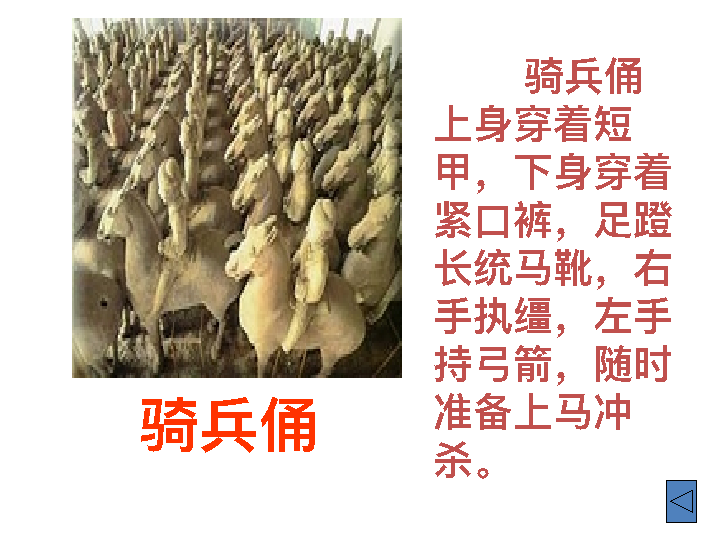 骑兵俑
上身穿着短
甲，下身穿着
紧口裤，足蹬
长统马靴，右
手执缰，左手
持弓箭，随时
准备上马冲
杀。
骑兵俑